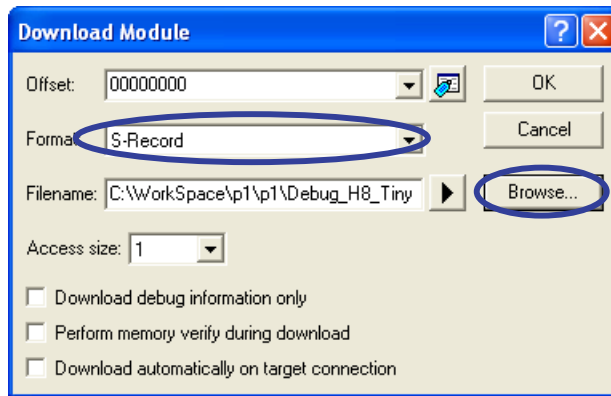 Download Module
Offset: 00000000 OK
Format: S-Record Cancel
Filename: C:\WorkSpace\p1\p1\Debug_H8_Tiny Browse...
Access size: 1
Download debug information only
Perform memory verify during download
Download automatically on target connection